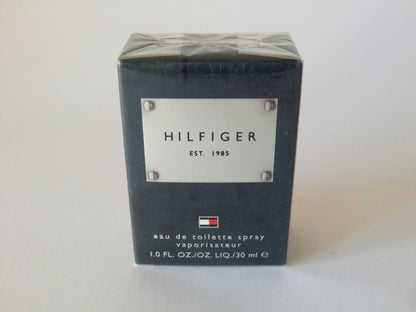 HILFIGER
EST. 1985
eau de toilette spray
vaporisateur
1.0 FL. OZ./OZ. LIQ./30 ml ℮